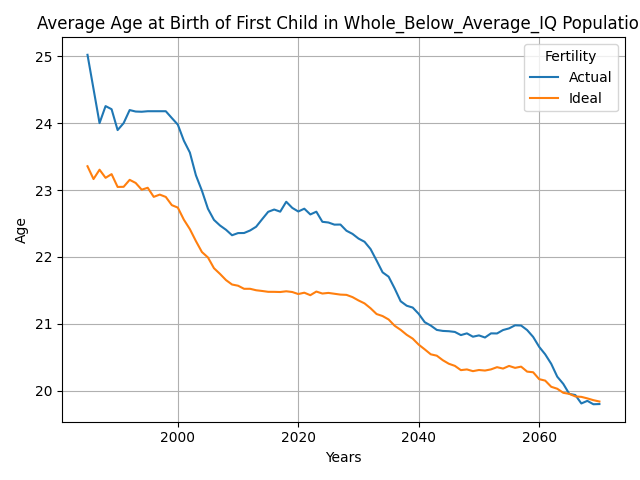 Average Age at Birth of First Child in Whole_Below_Average_IQ Populatio
Fertility
Actual
Ideal
Age
25
24
23
22
21
20
2000
2020
2040
2060
Years